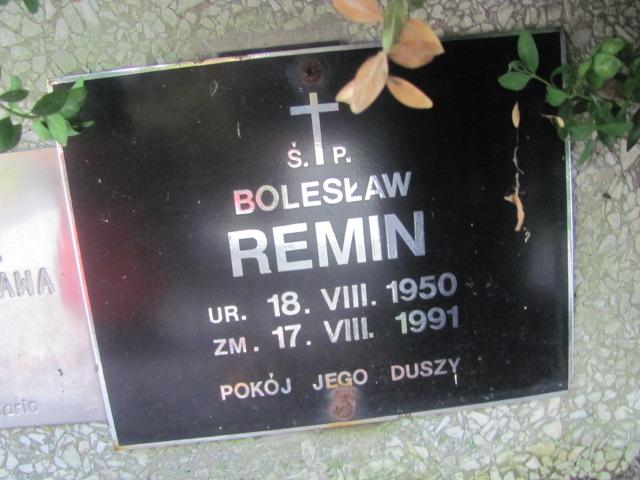 Ś. P.
BOLESŁAW
REMIN
UR. 18. VIII. 1950
ZM. 17. VIII. 1991
POKÓJ JEGO DUSZY